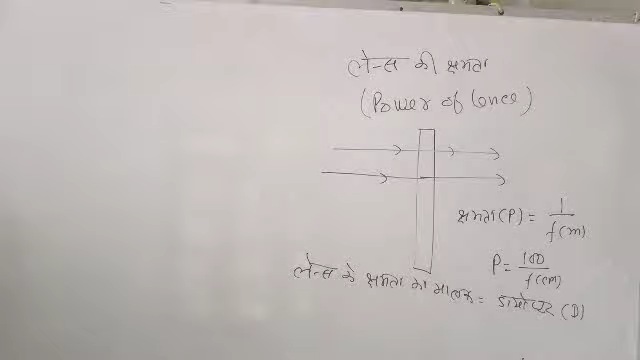 लेन्स की क्षमता
(Power of lence)
क्षमता (P) = 1/f(m)
P = 100/f(cm)
लेन्स के क्षमता का मात्रक = डायोप्टर (D)